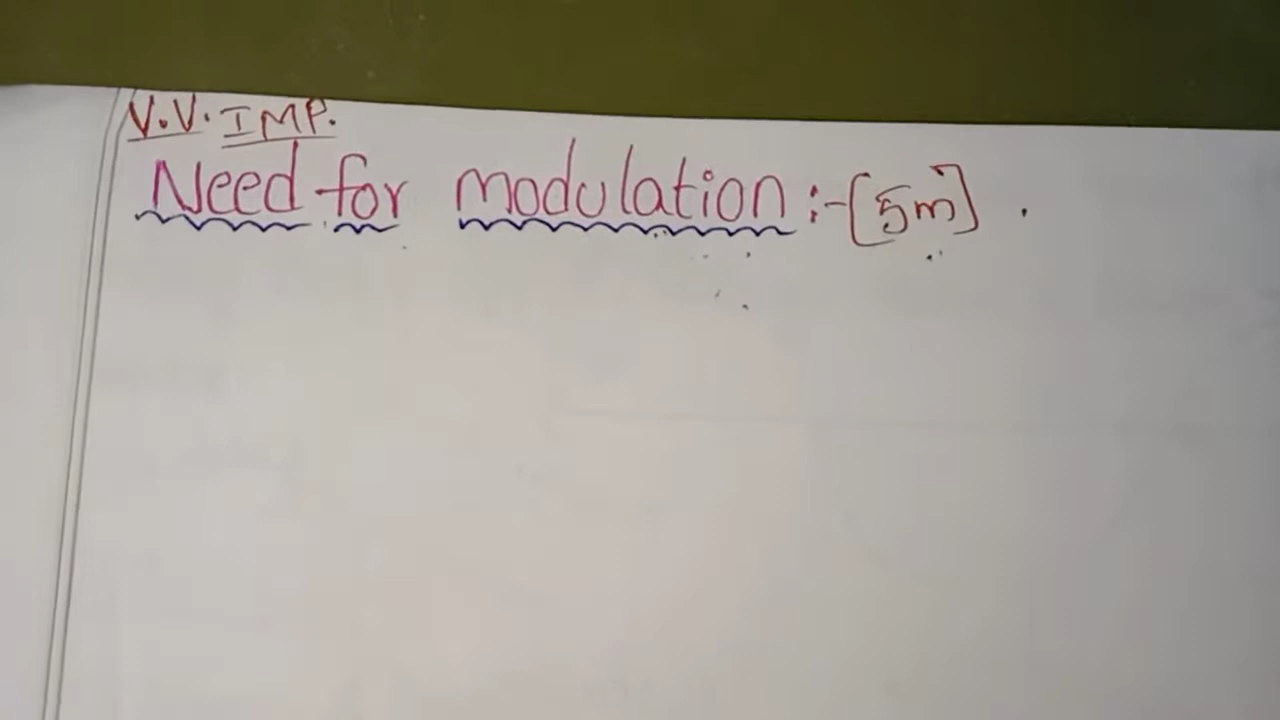 V.V. IMP.
Need for modulation :- [5m]